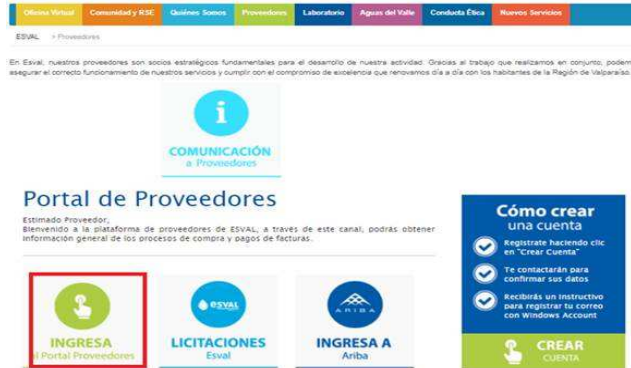 Oficina Virtual Comunidad y RSE Quiénes Somos Proveedores Laboratorio Aguas del Valle Conducta Ética Nuevos Servicios
ESVAL > Proveedores
En Esval, nuestros proveedores son socios estratégicos fundamentales para el desarrollo de nuestra actividad. Gracias al trabajo que realizamos en conjunto, podem
asegurar el correcto funcionamiento de nuestros servicios y cumplir con el compromiso de excelencia que renovamos día a día con los habitantes de la Región de Valparaíso.
i
COMUNICACIÓN
a Proveedores
Portal de Proveedores
Estimado Proveedor,
Bienvenido a la plataforma de proveedores de ESVAL, a través de este canal, podrás obtener
información general de los procesos de compra y pagos de facturas.
INGRESA
al Portal Proveedores
esval
LICITACIONES
Esval
ARIBA
INGRESA A
Ariba
Cómo crear
una cuenta
Registrate haciendo clic
en "Crear Cuenta"
Te contactarán para
confirmar sus datos
Recibirás un instructivo
para registrar tu correo
con Windows Account
CREAR
CUENTA